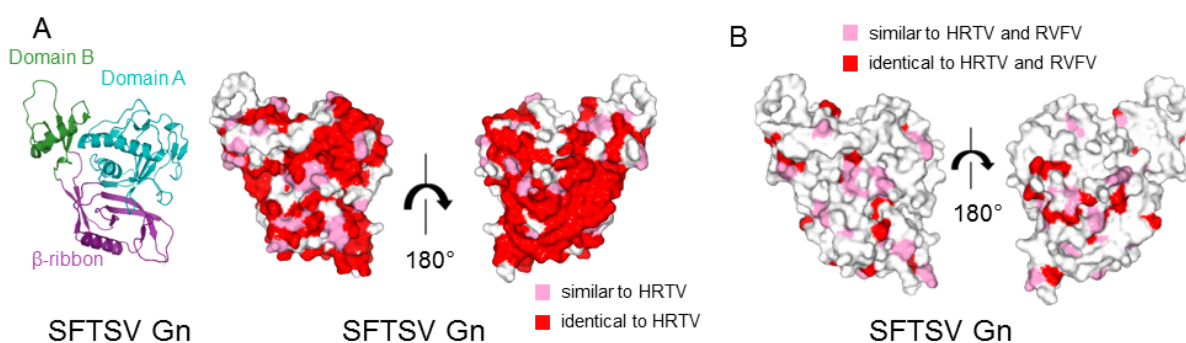 A
Domain B
Domain A
β-ribbon
SFTSV Gn
180°
SFTSV Gn
similar to HRTV
identical to HRTV
B
similar to HRTV and RVFV
identical to HRTV and RVFV
180°
SFTSV Gn